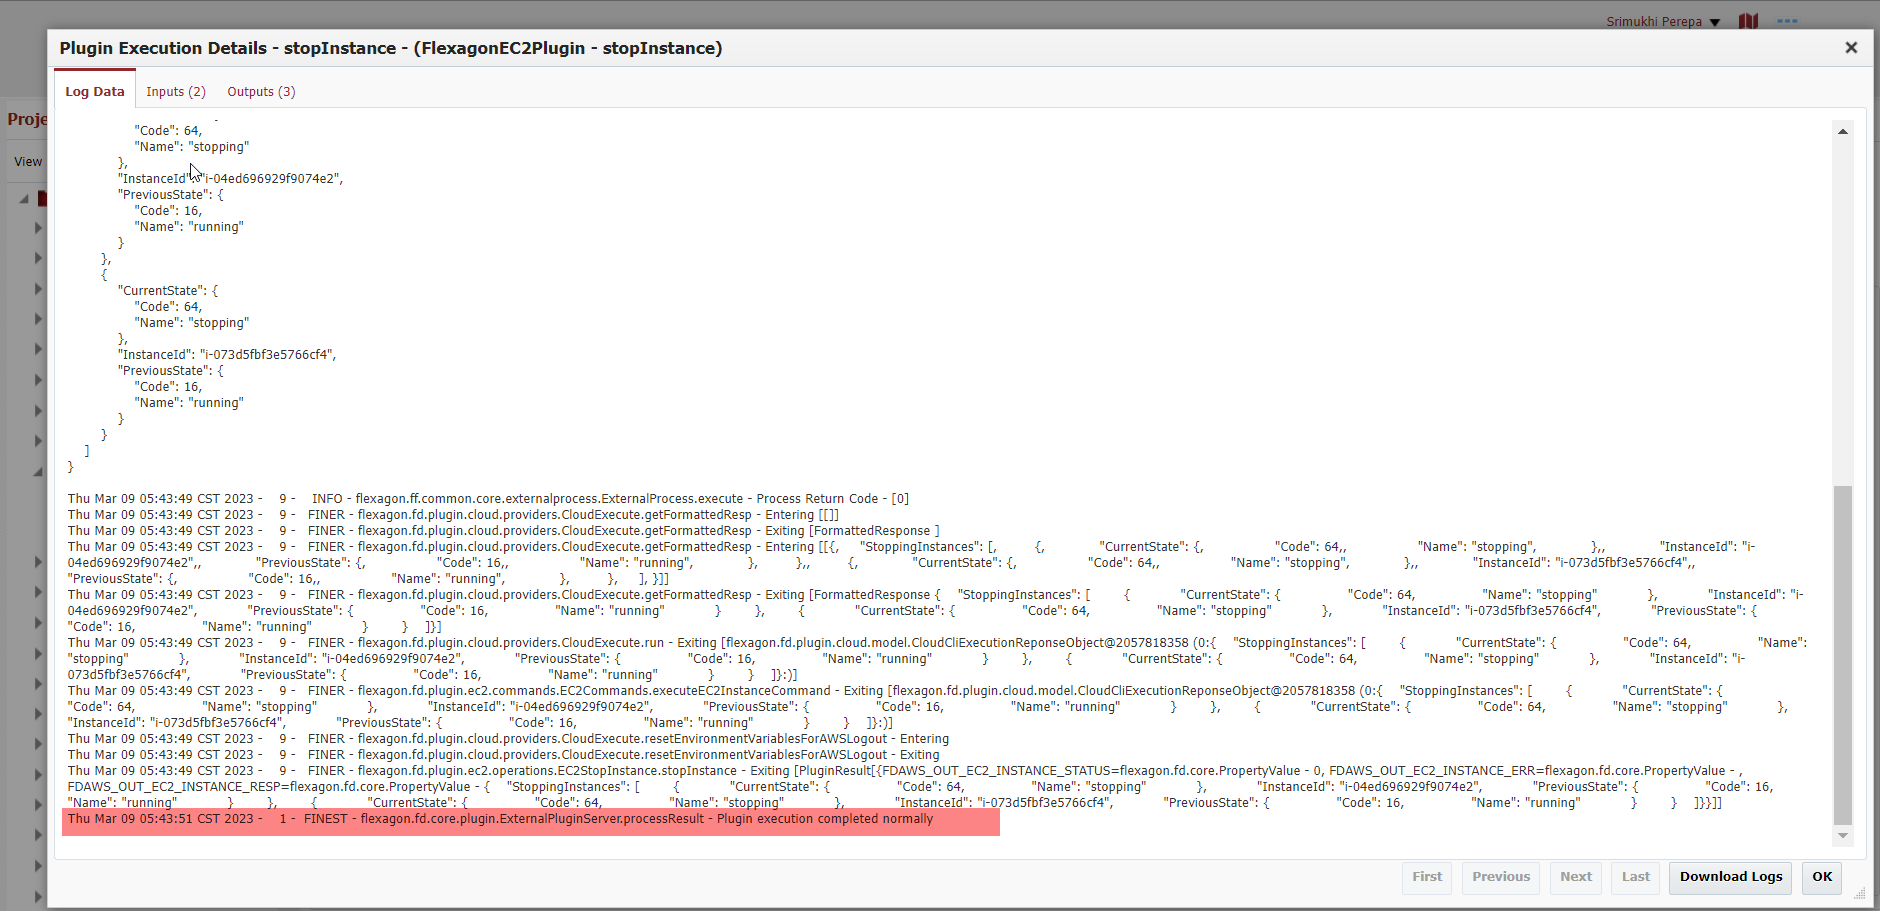 Srimukhi Perepa
Plugin Execution Details - stopInstance - (FlexagonEC2Plugin - stopInstance)
Log Data Inputs (2) Outputs (3)
Proje
View
"Code": 64,
"Name": "stopping"
},
"InstanceId": "i-04ed696929f9074e2",
"PreviousState": {
"Code": 16,
"Name": "running"
}
},
{
"CurrentState": {
"Code": 64,
"Name": "stopping"
},
"InstanceId": "i-073d5fbf3e5766cf4",
"PreviousState": {
"Code": 16,
"Name": "running"
}
}
]
}
Thu Mar 09 05:43:49 CST 2023 - 9 - INFO - flexagon.ff.common.core.externalprocess.ExternalProcess.execute - Process Return Code - [0]
Thu Mar 09 05:43:49 CST 2023 - 9 - FINER - flexagon.fd.plugin.cloud.providers.CloudExecute.getFormattedResp - Entering [[]]
Thu Mar 09 05:43:49 CST 2023 - 9 - FINER - flexagon.fd.plugin.cloud.providers.CloudExecute.getFormattedResp - Exiting [FormattedResponse ]
Thu Mar 09 05:43:49 CST 2023 - 9 - FINER - flexagon.fd.plugin.cloud.providers.CloudExecute.getFormattedResp - Entering [[{, "StoppingInstances": [, {, "CurrentState": {, "Code": 64,, "Name": "stopping", },, "InstanceId": "i-
04ed696929f9074e2",, "PreviousState": {, "Code": 16,, "Name": "running", }, },, {, "CurrentState": {, "Code": 64,, "Name": "stopping", },, "InstanceId": "i-073d5fbf3e5766cf4",,
"PreviousState": {, "Code": 16,, "Name": "running", }, }, ], }]]
Thu Mar 09 05:43:49 CST 2023 - 9 - FINER - flexagon.fd.plugin.cloud.providers.CloudExecute.getFormattedResp - Exiting [FormattedResponse { "StoppingInstances": [ { "CurrentState": { "Code": 64, "Name": "stopping" }, "InstanceId": "i-
04ed696929f9074e2", "PreviousState": { "Code": 16, "Name": "running" } }, { "CurrentState": { "Code": 64, "Name": "stopping" }, "InstanceId": "i-073d5fbf3e5766cf4", "PreviousState": {
"Code": 16, "Name": "running" } } ]}]
Thu Mar 09 05:43:49 CST 2023 - 9 - FINER - flexagon.fd.plugin.cloud.providers.CloudExecute.run - Exiting [flexagon.fd.plugin.cloud.model.CloudCliExecutionReponseObject@2057818358 (0:{ "StoppingInstances": [ { "CurrentState": { "Code": 64, "Name":
"stopping" }, "InstanceId": "i-04ed696929f9074e2", "PreviousState": { "Code": 16, "Name": "running" } }, { "CurrentState": { "Code": 64, "Name": "stopping" }, "InstanceId": "i-
073d5fbf3e5766cf4", "PreviousState": { "Code": 16, "Name": "running" } } ]}:)]
Thu Mar 09 05:43:49 CST 2023 - 9 - FINER - flexagon.fd.plugin.ec2.commands.EC2Commands.executeEC2InstanceCommand - Exiting [flexagon.fd.plugin.cloud.model.CloudCliExecutionReponseObject@2057818358 (0:{ "StoppingInstances": [ { "CurrentState": {
"Code": 64, "Name": "stopping" }, "InstanceId": "i-04ed696929f9074e2", "PreviousState": { "Code": 16, "Name": "running" } }, { "CurrentState": { "Code": 64, "Name": "stopping" },
"InstanceId": "i-073d5fbf3e5766cf4", "PreviousState": { "Code": 16, "Name": "running" } } ]}:)]
Thu Mar 09 05:43:49 CST 2023 - 9 - FINER - flexagon.fd.plugin.cloud.providers.CloudExecute.resetEnvironmentVariablesForAWSLogout - Entering
Thu Mar 09 05:43:49 CST 2023 - 9 - FINER - flexagon.fd.plugin.cloud.providers.CloudExecute.resetEnvironmentVariablesForAWSLogout - Exiting
Thu Mar 09 05:43:49 CST 2023 - 9 - FINER - flexagon.fd.plugin.ec2.operations.EC2StopInstance.stopInstance - Exiting [PluginResult[{FDAWS_OUT_EC2_INSTANCE_STATUS=flexagon.fd.core.PropertyValue - 0, FDAWS_OUT_EC2_INSTANCE_ERR=flexagon.fd.core.PropertyValue - ,
FDAWS_OUT_EC2_INSTANCE_RESP=flexagon.fd.core.PropertyValue - { "StoppingInstances": [ { "CurrentState": { "Code": 64, "Name": "stopping" }, "InstanceId": "i-04ed696929f9074e2", "PreviousState": { "Code": 16,
"Name": "running" } }, { "CurrentState": { "Code": 64, "Name": "stopping" }, "InstanceId": "i-073d5fbf3e5766cf4", "PreviousState": { "Code": 16, "Name": "running" } } ]}}]]
Thu Mar 09 05:43:51 CST 2023 - 1 - FINEST - flexagon.fd.core.plugin.ExternalPluginServer.processResult - Plugin execution completed normally
First Previous Next Last Download Logs OK